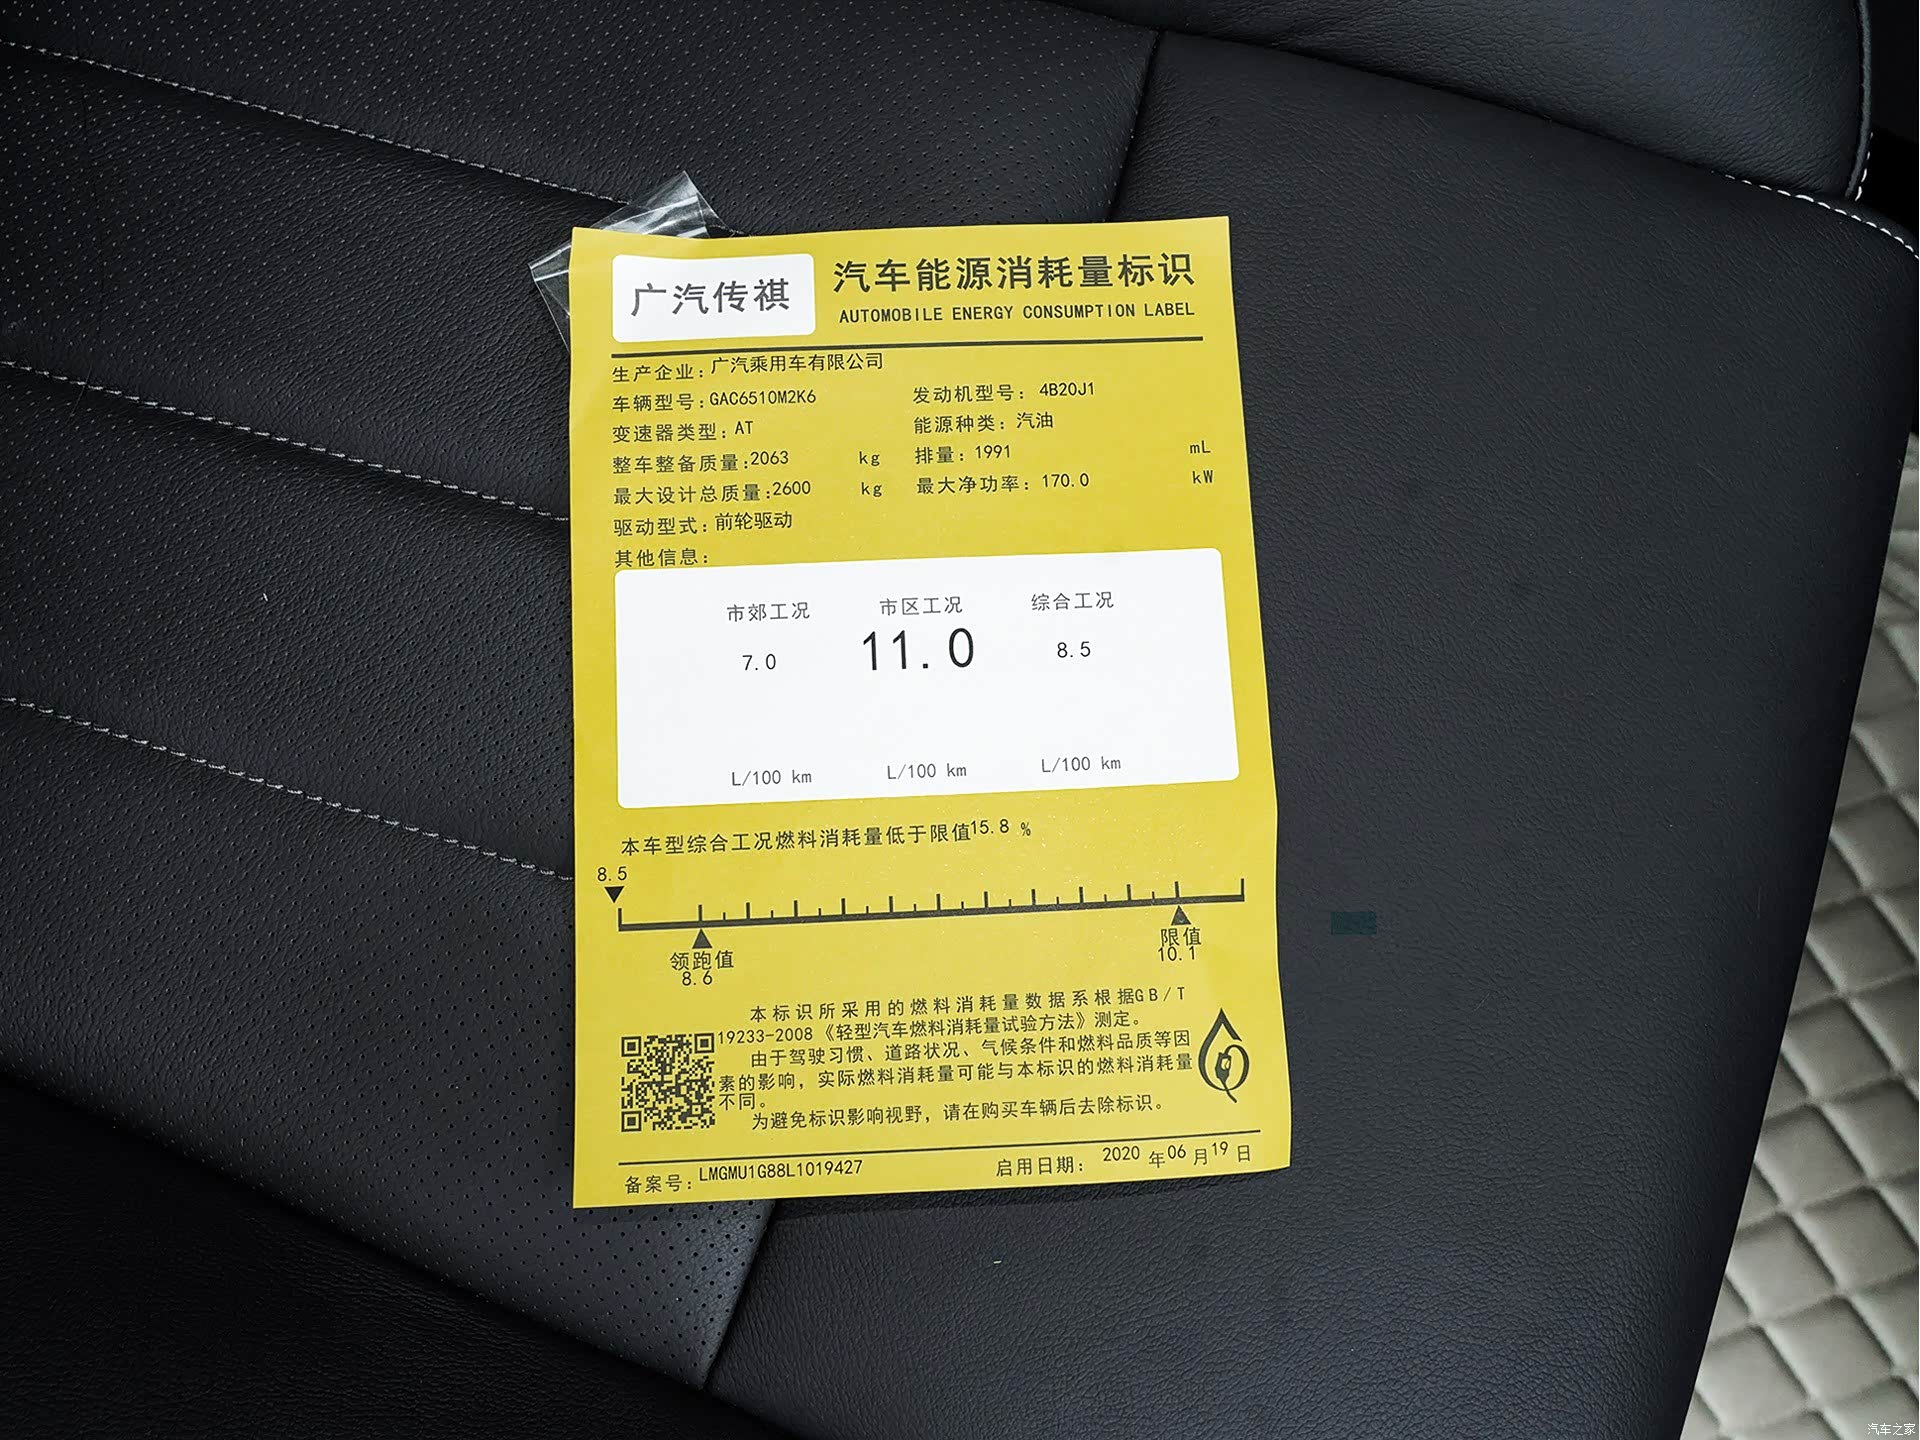 广汽传祺
汽车能源消耗量标识
AUTOMOBILE ENERGY CONSUMPTION LABEL
生产企业：广汽乘用车有限公司
车辆型号：GAC6510M2K6 发动机型号：4B20J1
变速器类型：AT 能源种类：汽油
整车整备质量：2063 kg 排量：1991 mL
最大设计总质量：2600 kg 最大净功率：170.0 kW
驱动型式：前轮驱动
其他信息：
市郊工况 市区工况 综合工况
7.0 11.0 8.5
L/100 km L/100 km L/100 km
本车型综合工况燃料消耗量低于限值15.8 %
8.5
领跑值 限值
8.6 10.1
本标识所采用的燃料消耗量数据系根据GB/T
19233-2008《轻型汽车燃料消耗量试验方法》测定。
由于驾驶习惯、道路状况、气候条件和燃料品质等因
素的影响，实际燃料消耗量可能与本标识的燃料消耗量
不同。
为避免标识影响视野，请在购买车辆后去除标识。
备案号：LMGMU1G88L1019427 启用日期：2020 年06 月19 日
汽车之家